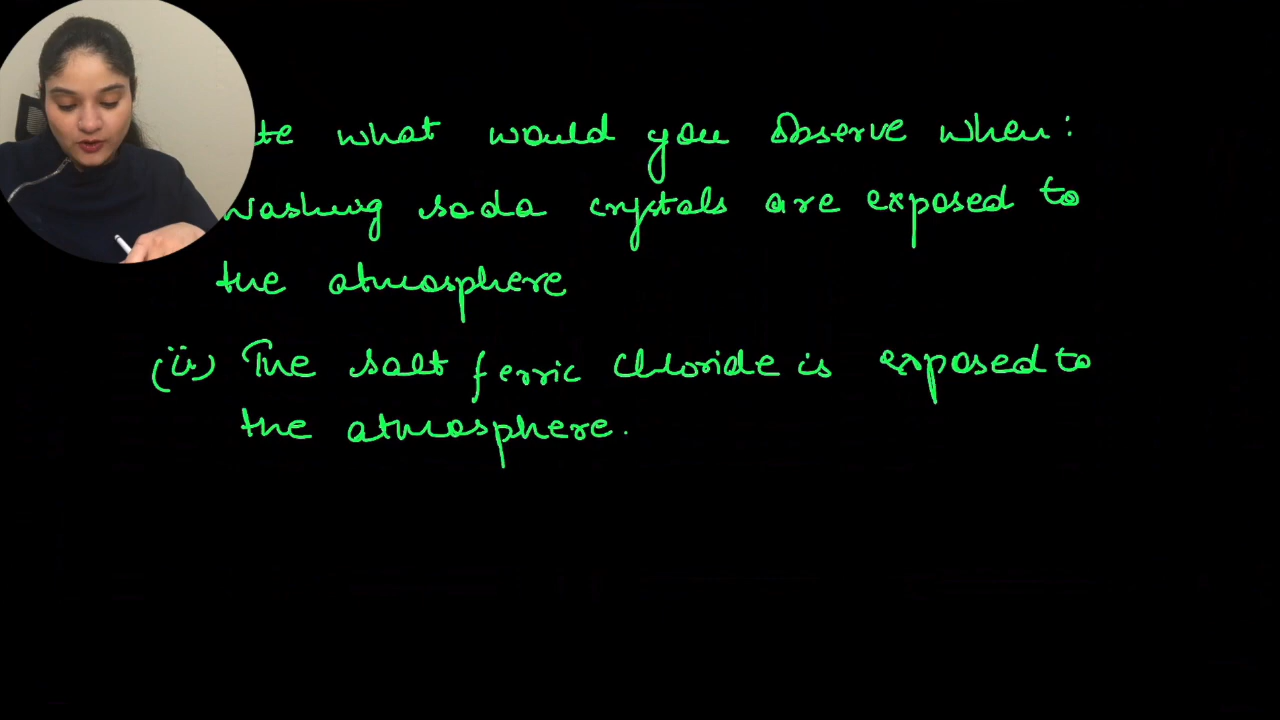 te what would you observe when:
washing soda crystals are exposed to
the atmosphere
(ii) The salt ferric chloride is exposed to
the atmosphere.